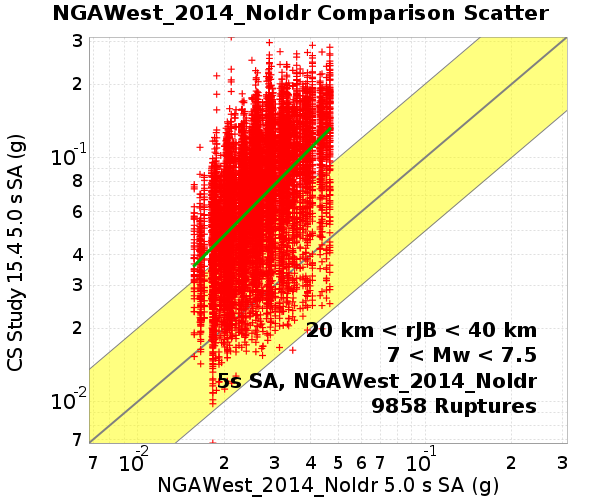 NGAWest_2014_NoIdr Comparison Scatter
3
2
10-1
8
6
4
3
2
10-2
7
CS Study 15.4 5.0 s SA (g)
20 km < rJB < 40 km
7 < Mw < 7.5
5s SA, NGAWest_2014_NoIdr
9858 Ruptures
7 10-2 2 3 4 5 6 7 10-1 2 3
NGAWest_2014_NoIdr 5.0 s SA (g)